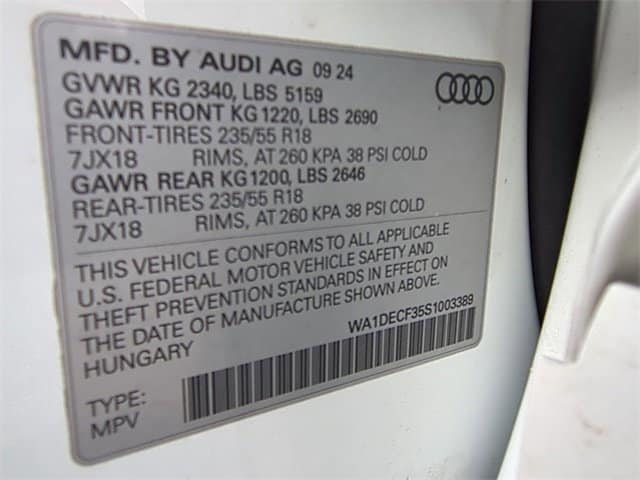 MFD. BY AUDI AG 09 24
GVWR KG 2340, LBS 5159
GAWR FRONT KG 1220, LBS 2690
FRONT-TIRES 235/55 R18
7JX18 RIMS, AT 260 KPA 38 PSI COLD
GAWR REAR KG 1200, LBS 2646
REAR-TIRES 235/55 R18
7JX18 RIMS, AT 260 KPA 38 PSI COLD
THIS VEHICLE CONFORMS TO ALL APPLICABLE
U.S. FEDERAL MOTOR VEHICLE SAFETY AND
THEFT PREVENTION STANDARDS IN EFFECT ON
THE DATE OF MANUFACTURE SHOWN ABOVE.
HUNGARY WA1DECF35S1003389
TYPE:
MPV